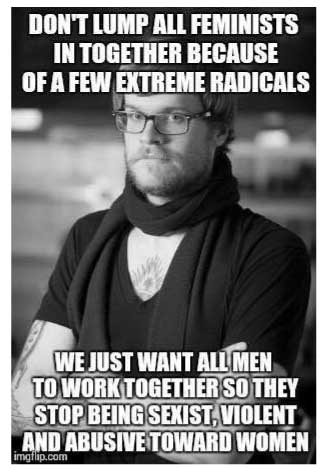 DON'T LUMP ALL FEMINISTS
IN TOGETHER BECAUSE
OF A FEW EXTREME RADICALS
WE JUST WANT ALL MEN
TO WORK TOGETHER SO THEY
STOP BEING SEXIST, VIOLENT
AND ABUSIVE TOWARD WOMEN
imgflip.com